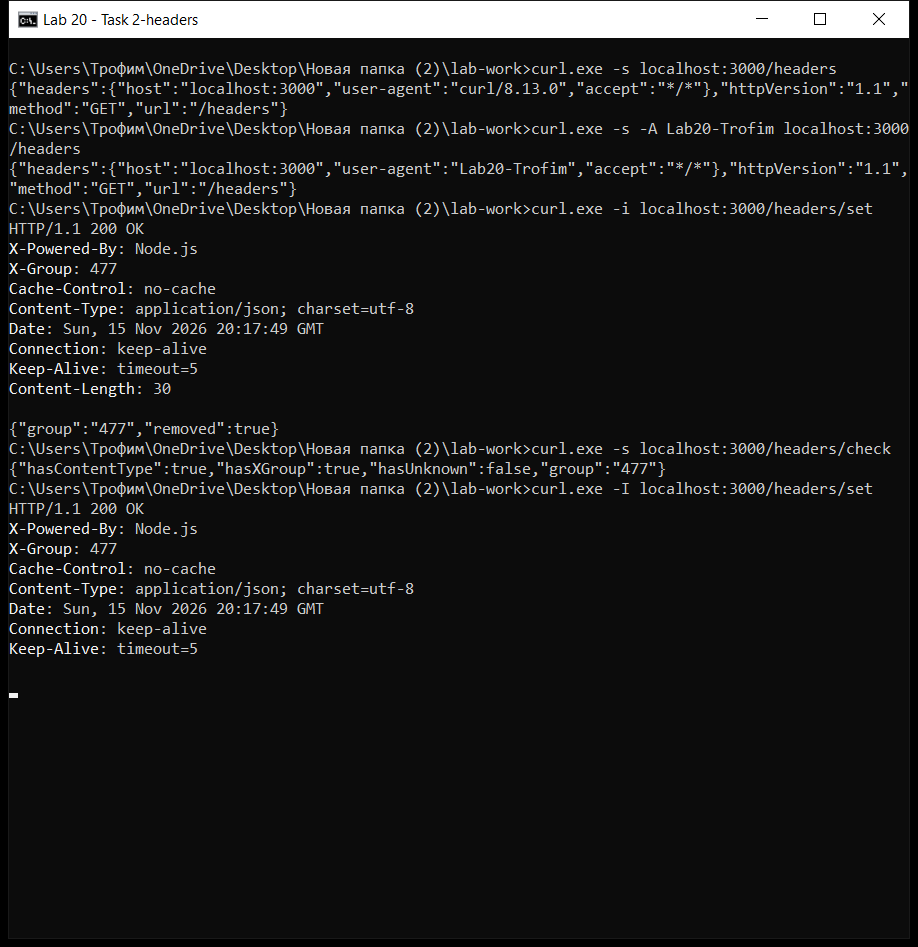 Lab 20 - Task 2-headers
C:\Users\Трофим\OneDrive\Desktop\Новая папка (2)\lab-work>curl.exe -s localhost:3000/headers
{"headers":{"host":"localhost:3000","user-agent":"curl/8.13.0","accept":"*/*"},"httpVersion":"1.1","
method":"GET","url":"/headers"}
C:\Users\Трофим\OneDrive\Desktop\Новая папка (2)\lab-work>curl.exe -s -A Lab20-Trofim localhost:3000
/headers
{"headers":{"host":"localhost:3000","user-agent":"Lab20-Trofim","accept":"*/*"},"httpVersion":"1.1",
"method":"GET","url":"/headers"}
C:\Users\Трофим\OneDrive\Desktop\Новая папка (2)\lab-work>curl.exe -i localhost:3000/headers/set
HTTP/1.1 200 OK
X-Powered-By: Node.js
X-Group: 477
Cache-Control: no-cache
Content-Type: application/json; charset=utf-8
Date: Sun, 15 Nov 2026 20:17:49 GMT
Connection: keep-alive
Keep-Alive: timeout=5
Content-Length: 30
{"group":"477","removed":true}
C:\Users\Трофим\OneDrive\Desktop\Новая папка (2)\lab-work>curl.exe -s localhost:3000/headers/check
{"hasContentType":true,"hasXGroup":true,"hasUnknown":false,"group":"477"}
C:\Users\Трофим\OneDrive\Desktop\Новая папка (2)\lab-work>curl.exe -I localhost:3000/headers/set
HTTP/1.1 200 OK
X-Powered-By: Node.js
X-Group: 477
Cache-Control: no-cache
Content-Type: application/json; charset=utf-8
Date: Sun, 15 Nov 2026 20:17:49 GMT
Connection: keep-alive
Keep-Alive: timeout=5